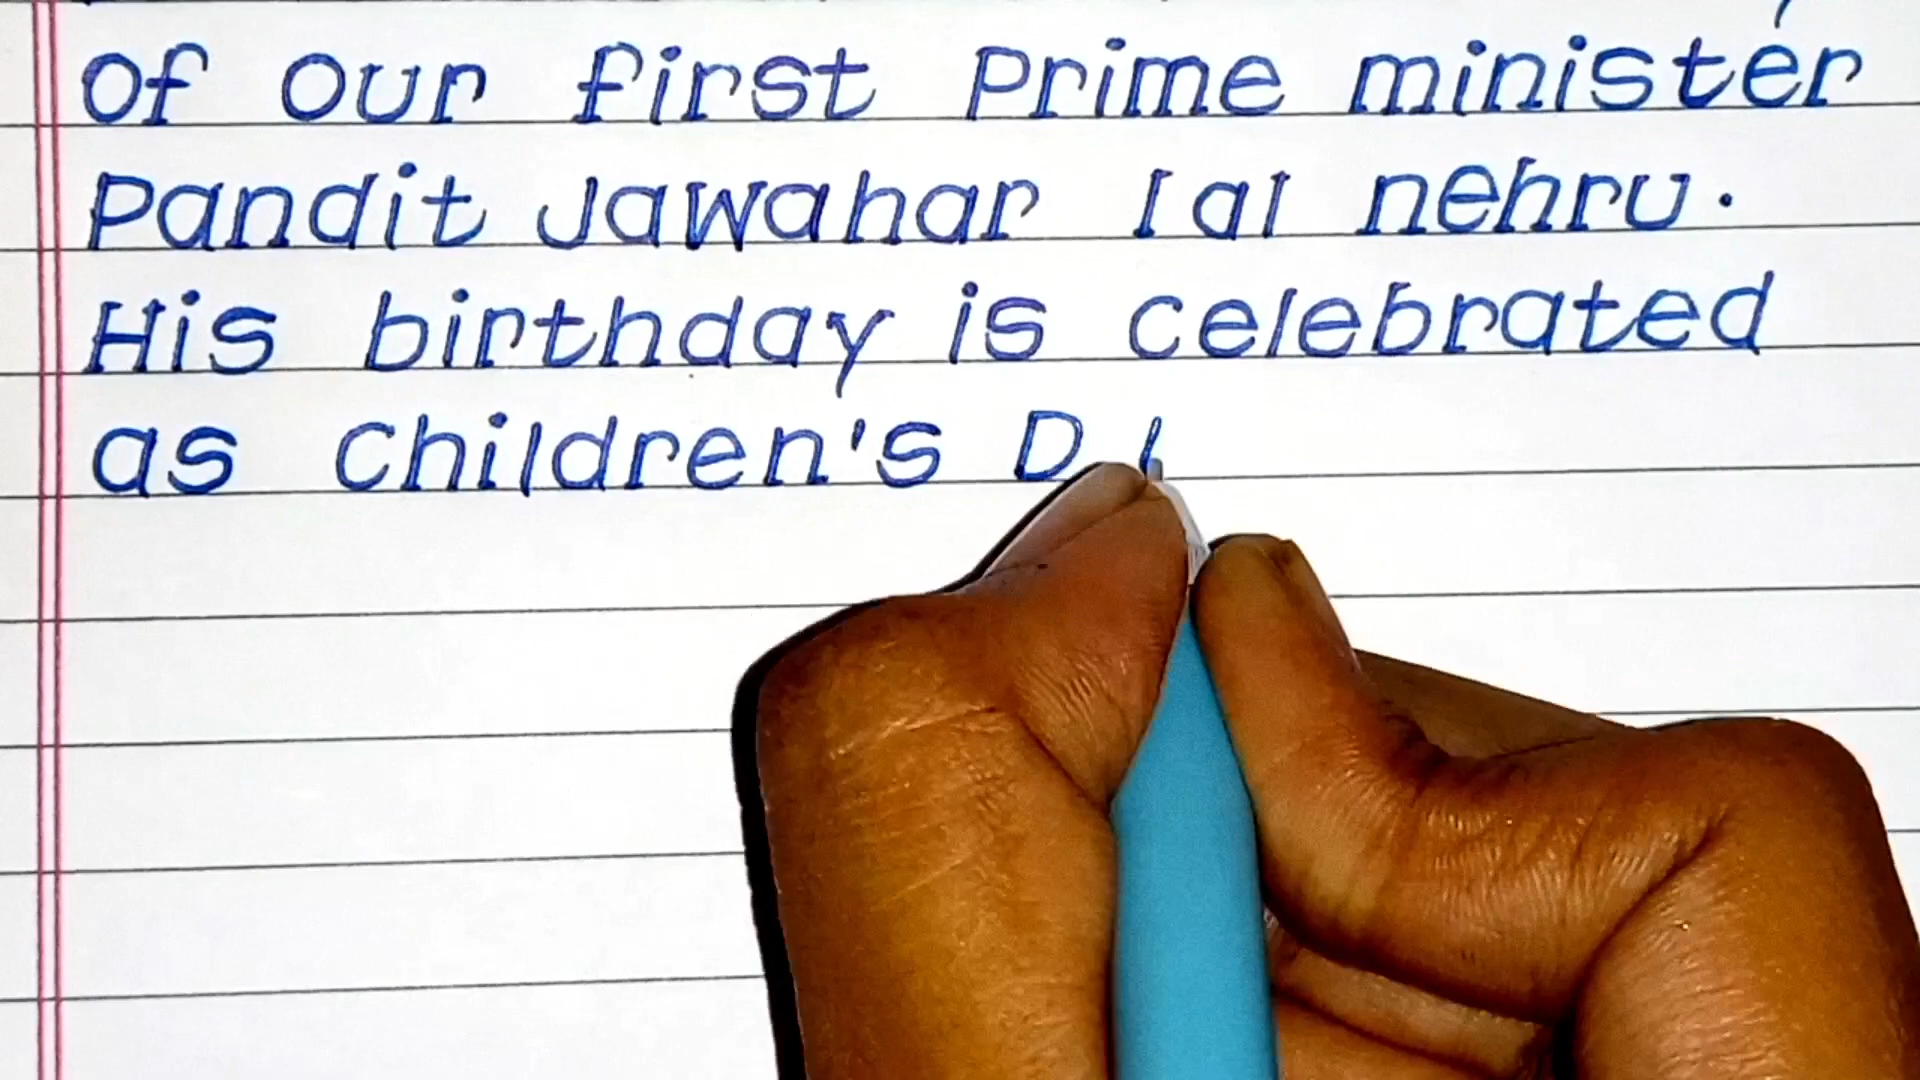 of our first Prime minister
Pandit Jawahar lal nehru.
His birthday is celebrated
as children's D